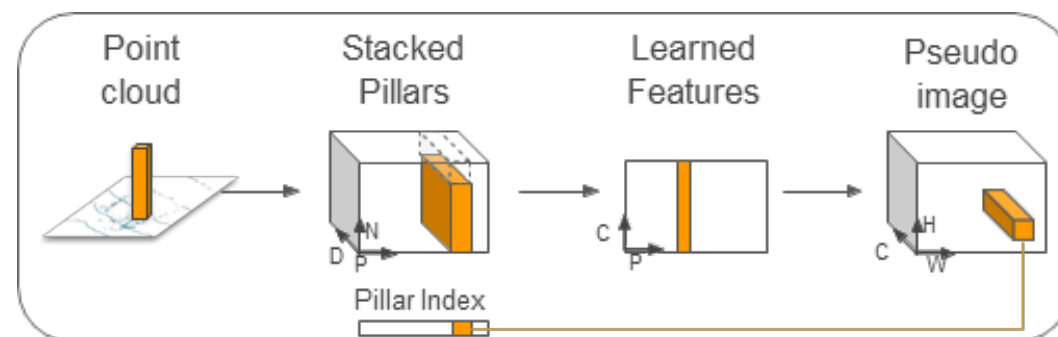 Point
cloud
Stacked
Pillars
Learned
Features
Pseudo
image
N
D
P
C
P
H
C
W
Pillar Index